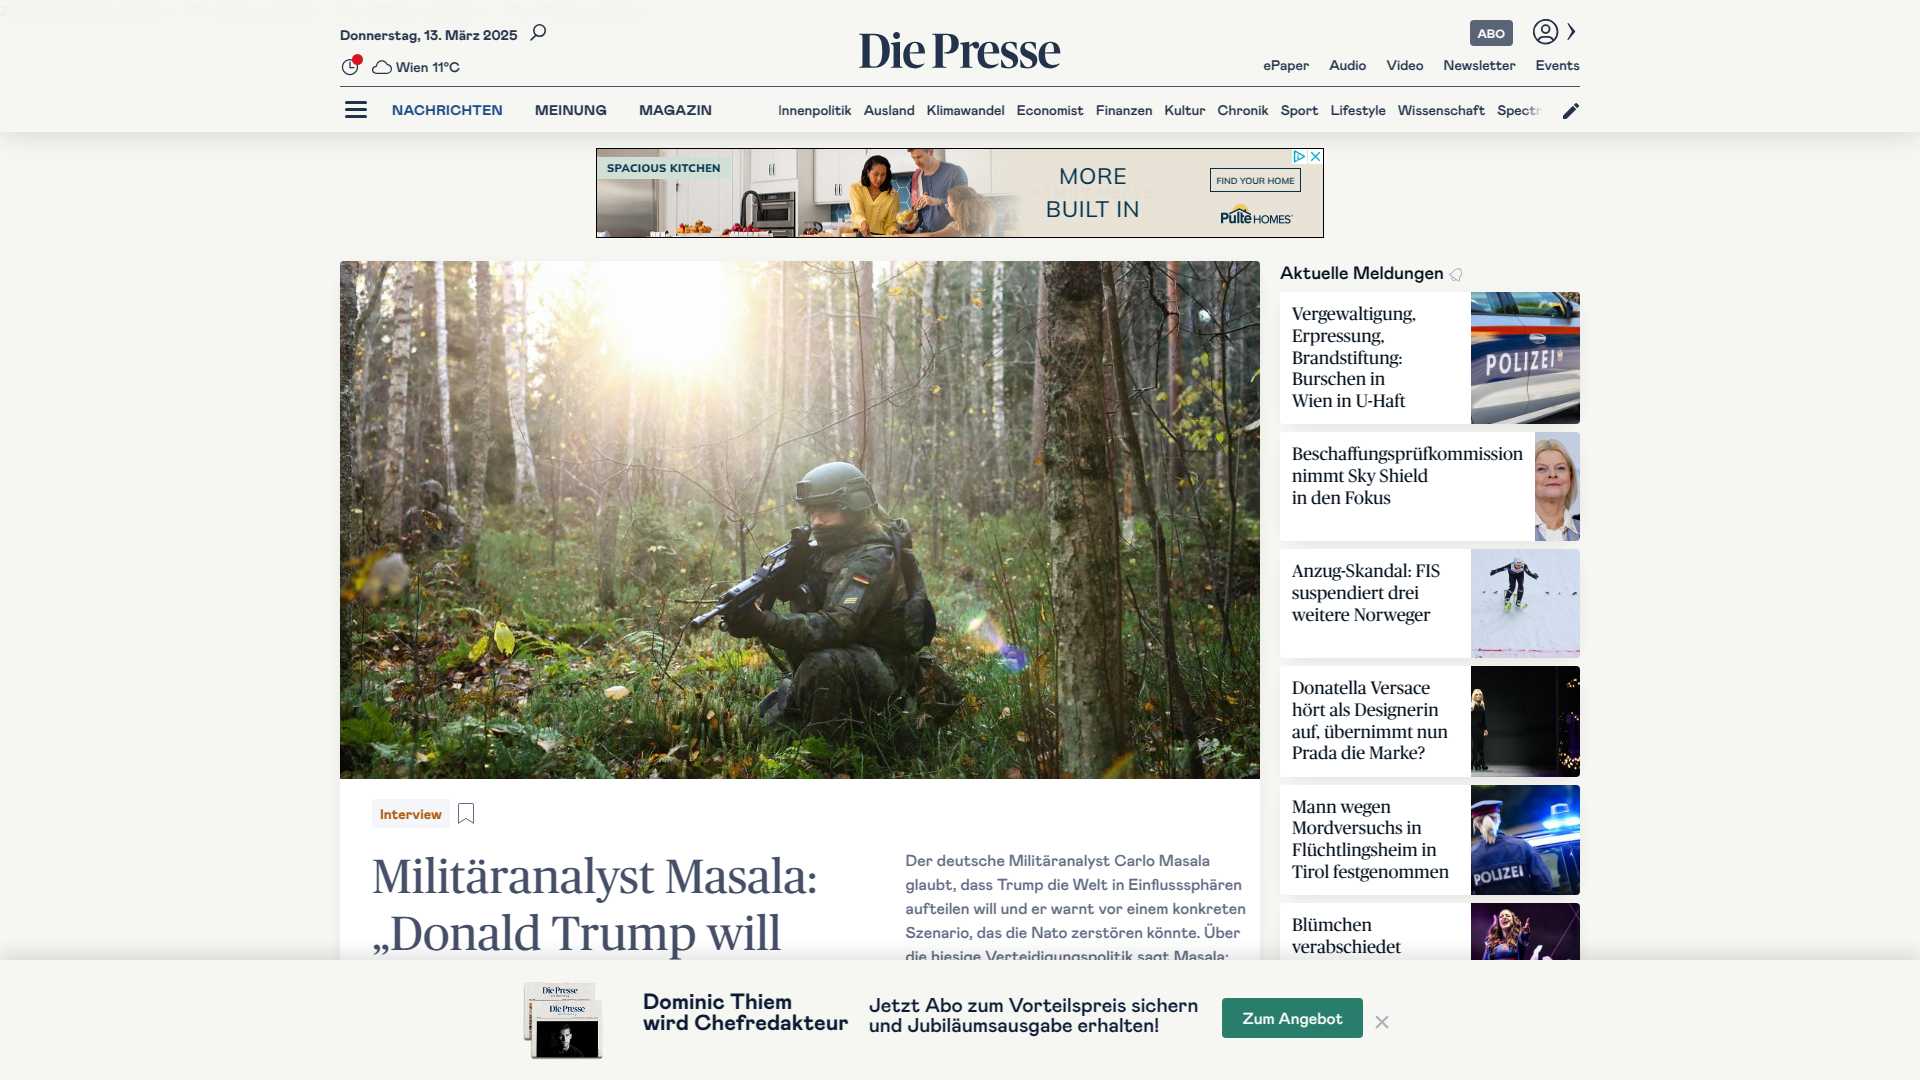 Donnerstag, 13. März 2025
Wien 11°C
Die Presse
ABO
ePaper Audio Video Newsletter Events
NACHRICHTEN MEINUNG MAGAZIN
Innenpolitik Ausland Klimawandel Economist Finanzen Kultur Chronik Sport Lifestyle Wissenschaft Spectr
SPACIOUS KITCHEN
MORE
BUILT IN
FIND YOUR HOME
Pulte HOMES
Interview
Militäranalyst Masala:
„Donald Trump will
Der deutsche Militäranalyst Carlo Masala
glaubt, dass Trump die Welt in Einflusssphären
aufteilen will und er warnt vor einem konkreten
Szenario, das die Nato zerstören könnte. Über
die hiesige Verteidigungspolitik sagt Masala:
Aktuelle Meldungen
Vergewaltigung,
Erpressung,
Brandstiftung:
Burschen in
Wien in U-Haft
POLIZEI
Beschaffungsprüfkommission
nimmt Sky Shield
in den Fokus
Anzug-Skandal: FIS
suspendiert drei
weitere Norweger
Donatella Versace
hört als Designerin
auf, übernimmt nun
Prada die Marke?
Mann wegen
Mordversuchs in
Flüchtlingsheim in
Tirol festgenommen
POLIZEI
Blümchen
verabschiedet
Die Presse
Die Presse
Dominic Thiem
wird Chefredakteur
Jetzt Abo zum Vorteilspreis sichern
und Jubiläumsausgabe erhalten!
Zum Angebot